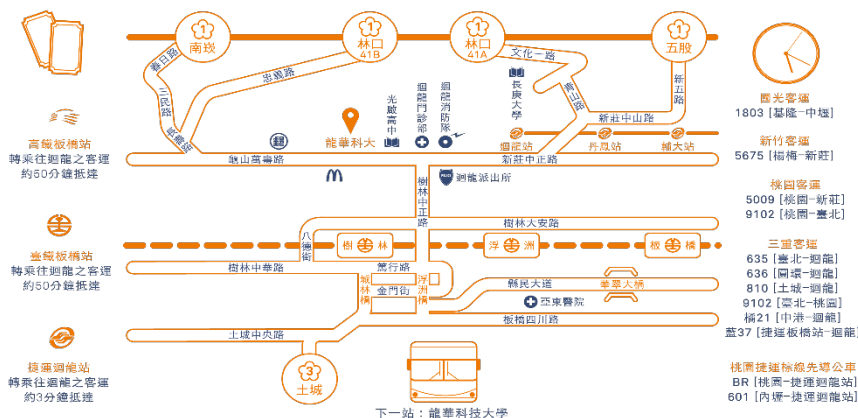 高鐵板橋站
轉乘往迴龍之客運
約50分鐘抵達
臺鐵板橋站
轉乘往迴龍之客運
約50分鐘抵達
捷運迴龍站
轉乘往迴龍之客運
約3分鐘抵達
1
南崁
1
林口
41B
1
林口
41A
1
五股
春日路
三民路
忠義路
文化一路
青山路
新五路
新莊中山路
龍華科大
光啟高中
迴龍門診部
迴龍消防隊
長庚大學
迴龍站
丹鳳站
輔大站
龜山萬壽路
新莊中正路
迴龍派出所
樹林中正路
樹林大安路
八德街
樹林
浮洲
板橋
樹林中華路
篤行路
城林橋
金門街
浮洲橋
縣民大道
華翠大橋
亞東醫院
土城中央路
板橋四川路
3
土城
下一站：龍華科技大學
國光客運
1803 [基隆-中壢]
新竹客運
5675 [楊梅-新莊]
桃園客運
5009 [桃園-新莊]
9102 [桃園-臺北]
三重客運
635 [臺北-迴龍]
636 [圓環-迴龍]
810 [土城-迴龍]
9102 [臺北-桃園]
橘21 [中港-迴龍]
藍37 [捷運板橋站-迴龍]
桃園捷運棕線先導公車
BR [桃園-捷運迴龍站]
601 [內壢-捷運迴龍站]